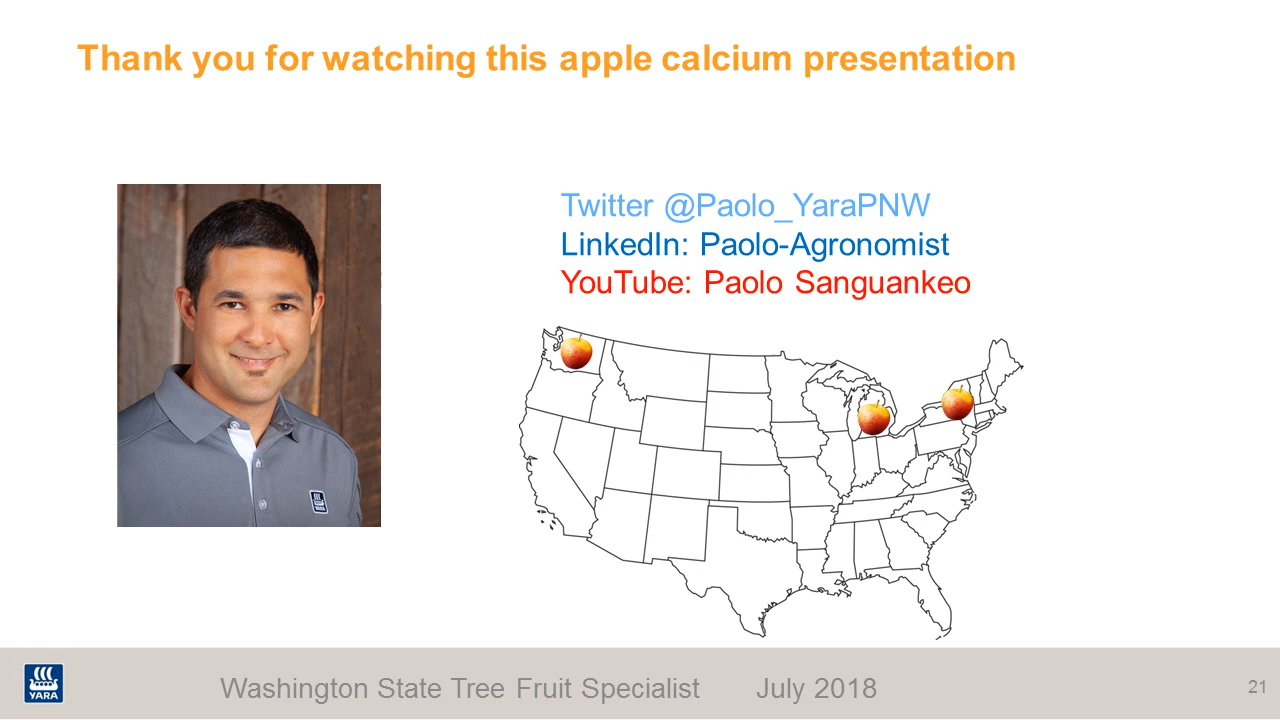 Thank you for watching this apple calcium presentation
Twitter @Paolo_YaraPNW
LinkedIn: Paolo-Agronomist
YouTube: Paolo Sanguankeo
YARA
YARA
Washington State Tree Fruit Specialist July 2018
21